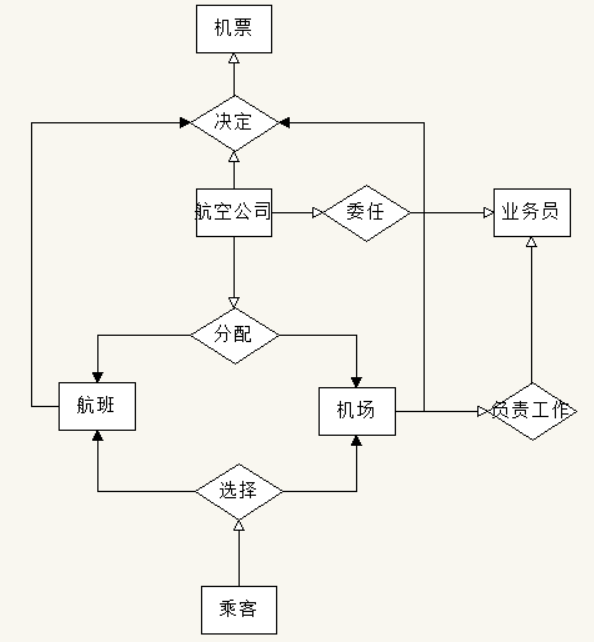 机票
决定
航空公司
委任
业务员
分配
航班
机场
负责工作
选择
乘客